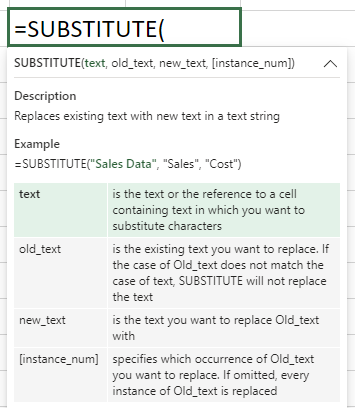 =SUBSTITUTE(
SUBSTITUTE(text, old_text, new_text, [instance_num])
Description
Replaces existing text with new text in a text string
Example
=SUBSTITUTE("Sales Data", "Sales", "Cost")
text
is the text or the reference to a cell
containing text in which you want to
substitute characters
old_text
is the existing text you want to replace. If
the case of Old_text does not match the
case of text, SUBSTITUTE will not replace
the text
new_text
is the text you want to replace Old_text
with
[instance_num]
specifies which occurrence of Old_text
you want to replace. If omitted, every
instance of Old_text is replaced